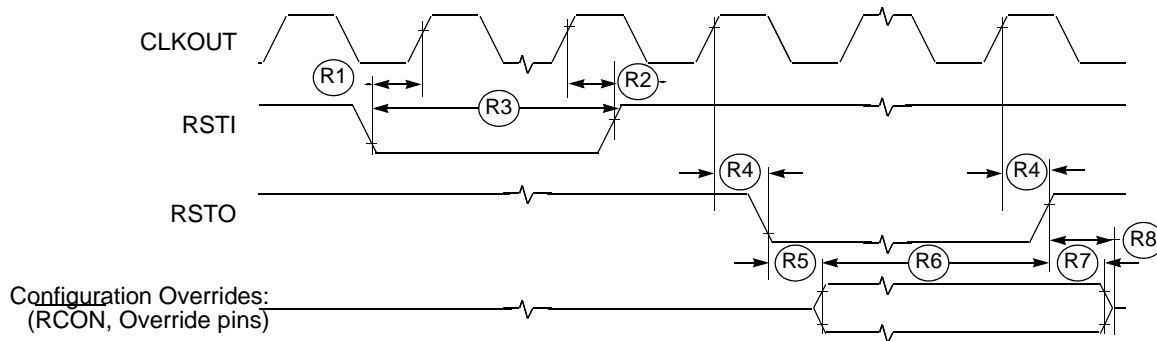 CLKOUT
R1
R2
R3
RSTI
R4
R4
RSTO
R8
R5
R6
R7
Configuration Overrides:
(RCON, Override pins)